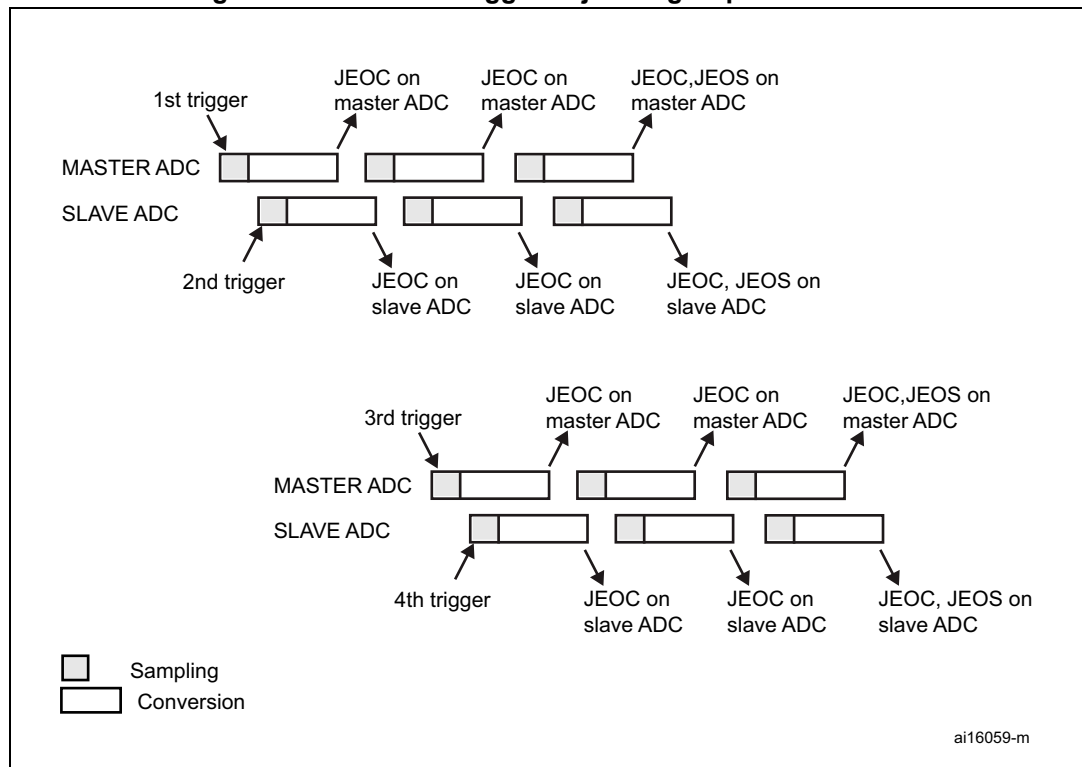 JEOC on
master ADC
JEOC on
master ADC
JEOC,JEOS on
master ADC
1st trigger
MASTER ADC
SLAVE ADC
2nd trigger
JEOC on
slave ADC
JEOC on
slave ADC
JEOC, JEOS on
slave ADC
JEOC on
master ADC
JEOC on
master ADC
JEOC,JEOS on
master ADC
3rd trigger
MASTER ADC
SLAVE ADC
4th trigger
JEOC on
slave ADC
JEOC on
slave ADC
JEOC, JEOS on
slave ADC
Sampling
Conversion
ai16059-m